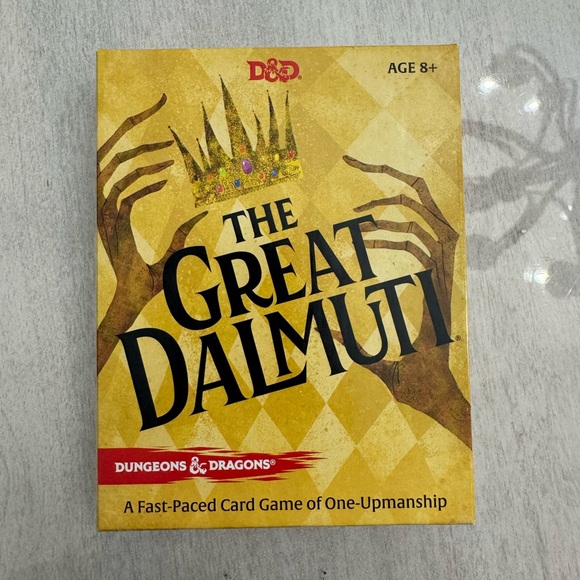 D&D®
AGE 8+
THE
GREAT
DALMUTI®
DUNGEONS & DRAGONS®
A Fast-Paced Card Game of One-Upmanship